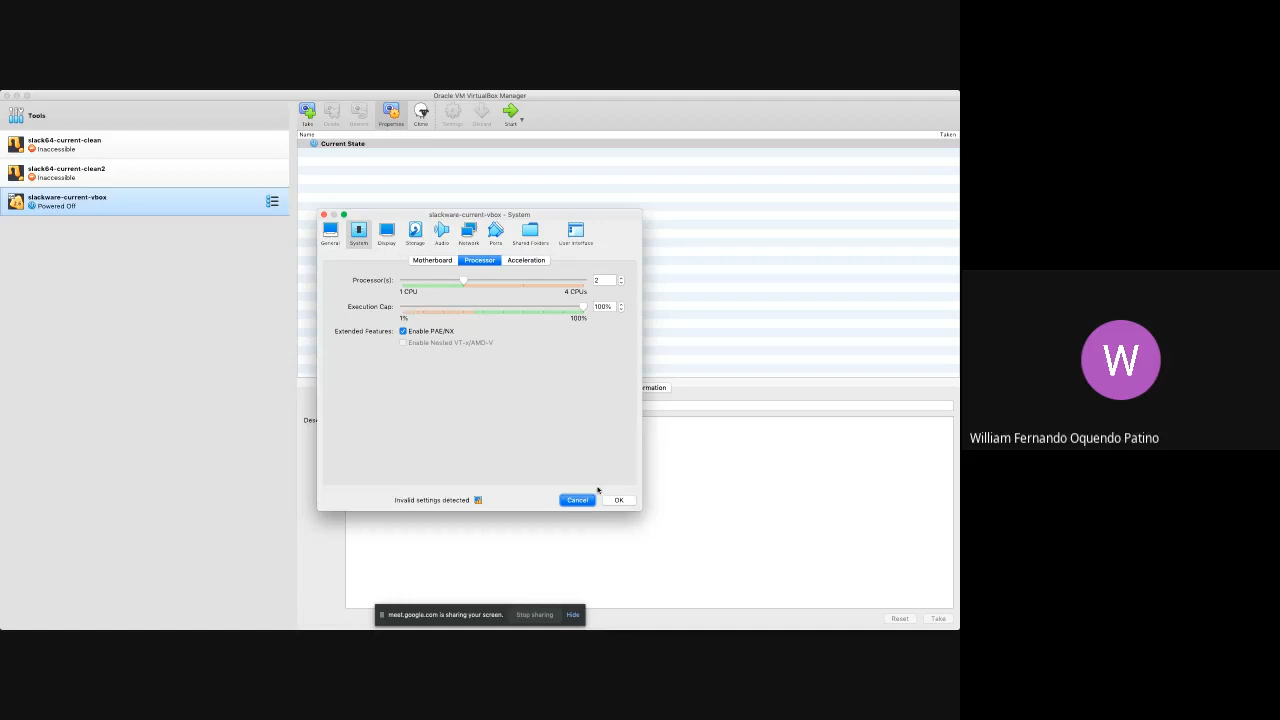 Oracle VM VirtualBox Manager
Tools
Take
Properties
Clone
Settings
Discard
Start
Name
Taken
slack64-current-clean
Inaccessible
Current State
slack64-current-clean2
Inaccessible
slackware-current-vbox
Powered Off
slackware-current-vbox - System
General
System
Display
Storage
Audio
Network
Ports
Shared Folders
User Interface
Motherboard
Processor
Acceleration
Processor(s):
2
1 CPU
4 CPUs
Execution Cap:
100%
1%
100%
Extended Features:
Enable PAE/NX
Enable Nested VT-x/AMD-V
rmation
Invalid settings detected
Cancel
OK
meet.google.com is sharing your screen.
Stop sharing
Hide
Reset
Take
W
William Fernando Oquendo Patino